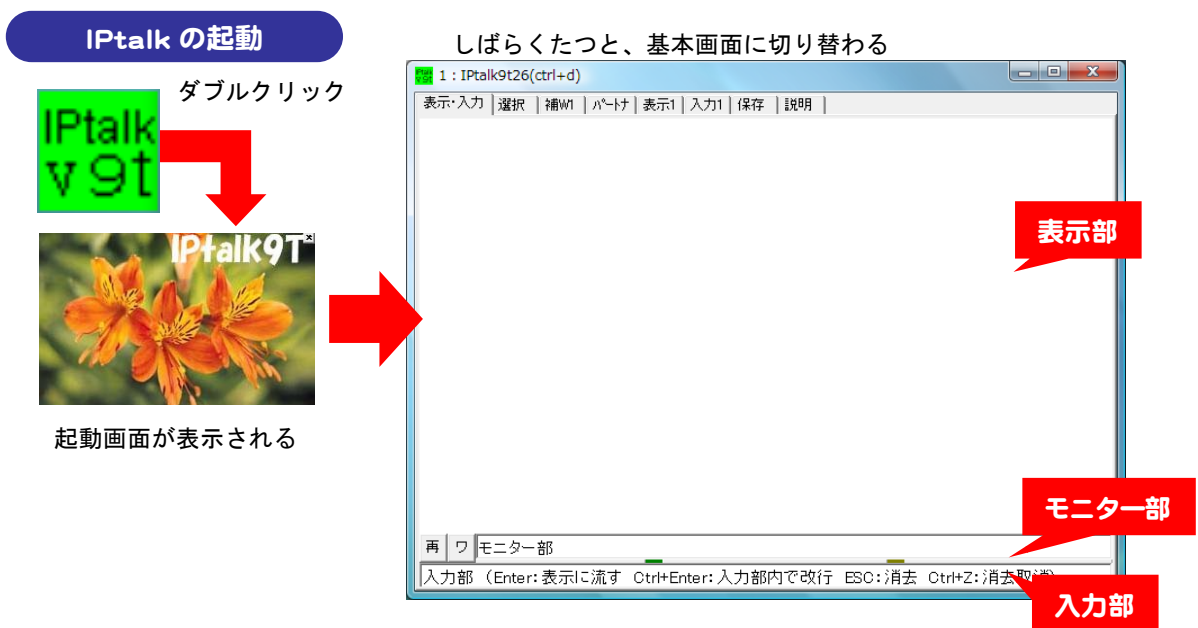 IPtalk の起動
しばらくたつと、基本画面に切り替わる
ダブルクリック
IPtalk
v 9t
IPtalk9T
起動画面が表示される
IPtalk
v9t
1 : IPtalk9t26(ctrl+d)
表示・入力 選択 補W1 パートナ 表示1 入力1 保存 説明
表示部
モニター部
再 ワ モニター部
入力部 (Enter:表示に流す Ctrl+Enter:入力部内で改行 ESC:消去 Ctrl+Z:消去取消)
入力部